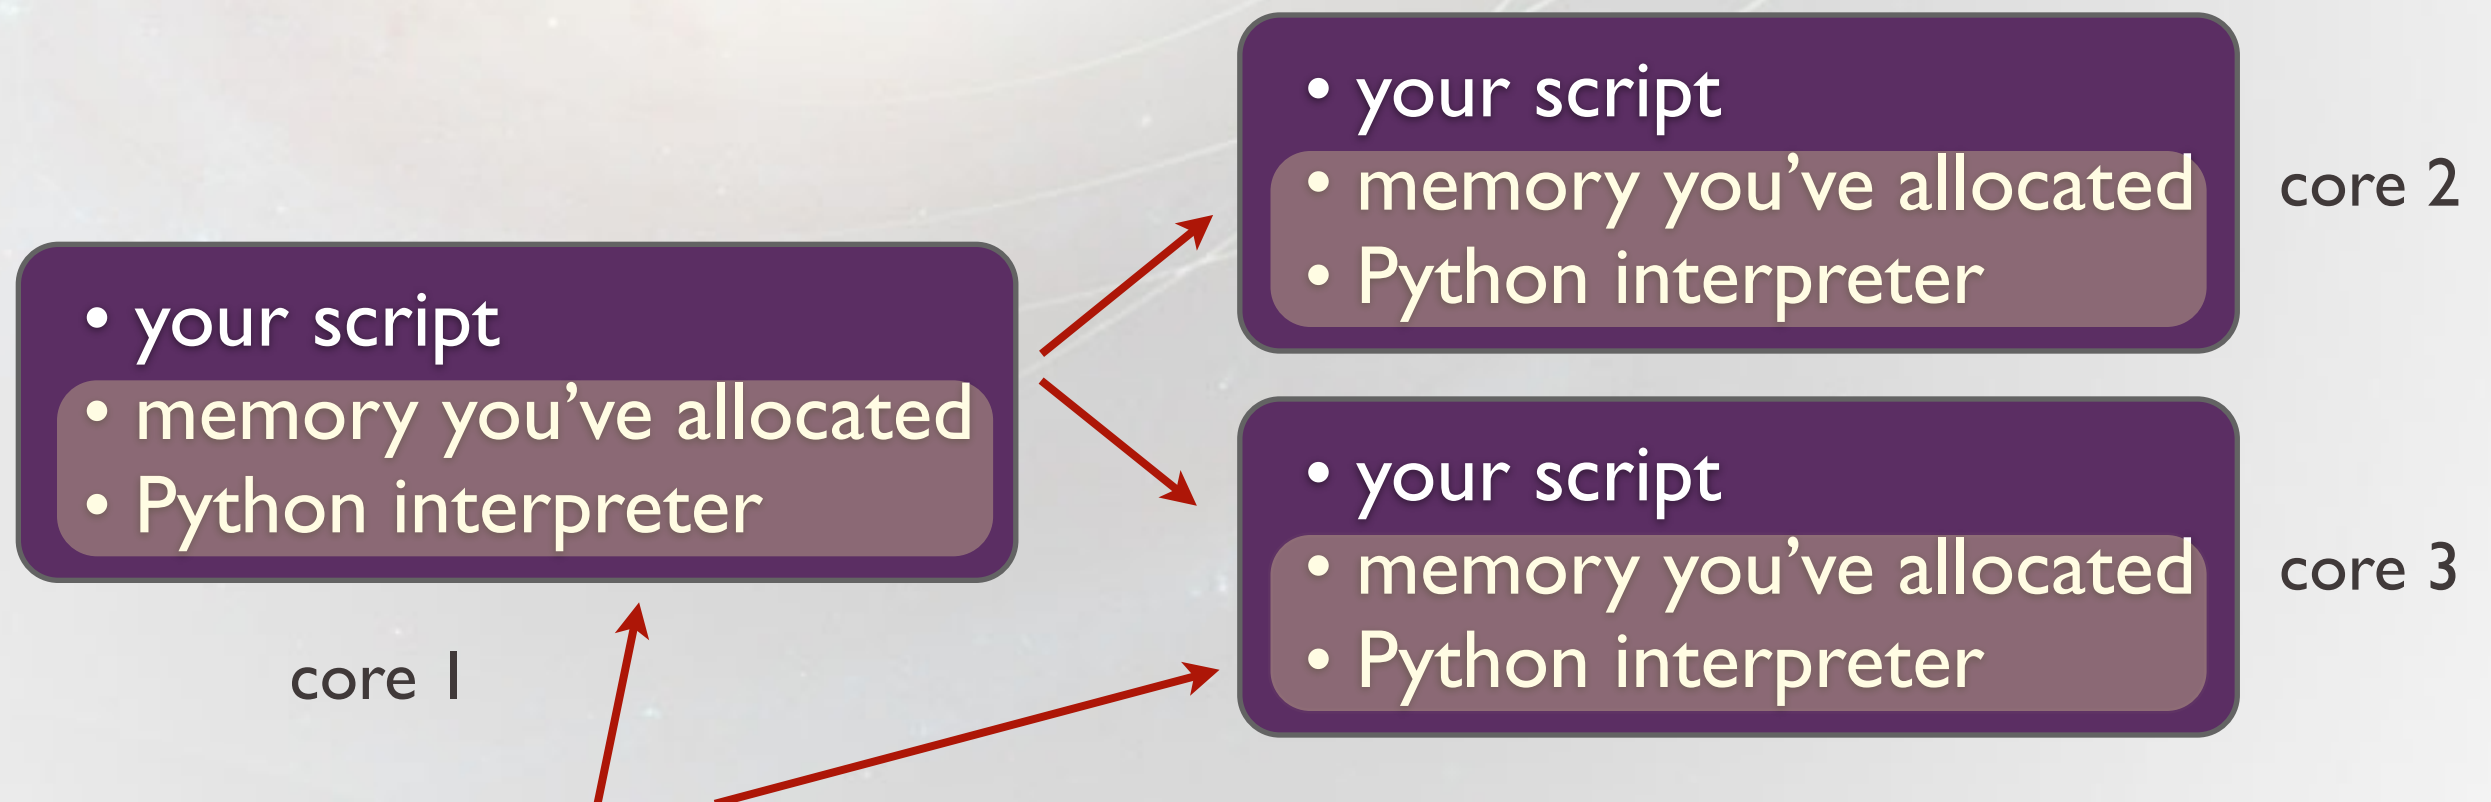 • your script
• memory you’ve allocated
• Python interpreter
core 1
• your script
• memory you’ve allocated
• Python interpreter
core 2
• your script
• memory you’ve allocated
• Python interpreter
core 3